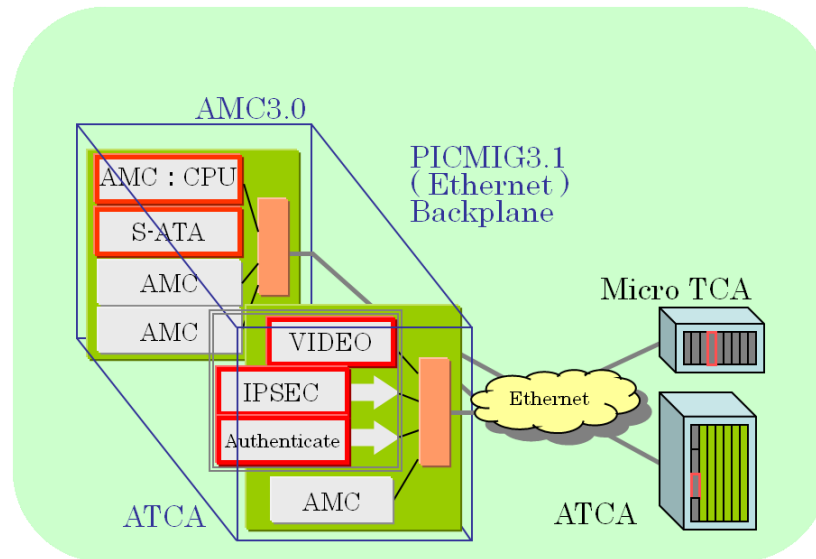 AMC3.0
PICMIG3.1
( Ethernet )
Backplane
AMC : CPU
S-ATA
AMC
AMC
VIDEO
IPSEC
Authenticate
AMC
ATCA
Ethernet
Micro TCA
ATCA